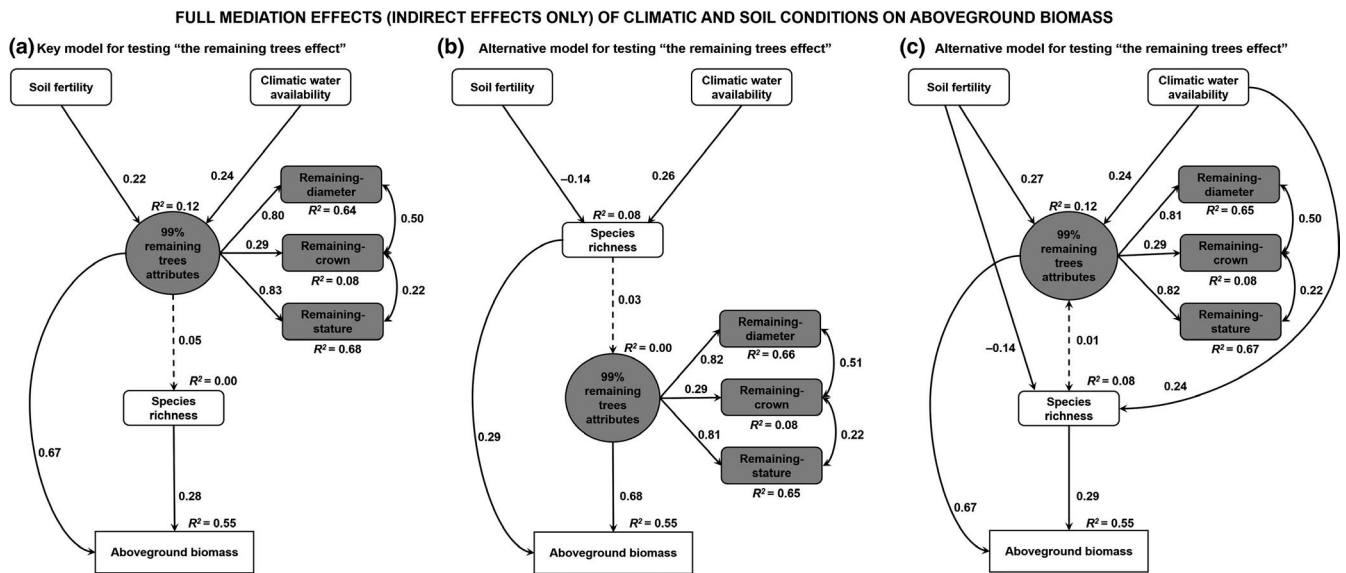 FULL MEDIATION EFFECTS (INDIRECT EFFECTS ONLY) OF CLIMATIC AND SOIL CONDITIONS ON ABOVEGROUND BIOMASS
(a) Key model for testing “the remaining trees effect”
Soil fertility
Climatic water
availability
0.22
0.24
R² = 0.12
99%
remaining
trees
attributes
0.80
0.29
0.83
Remaining-
diameter
R² = 0.64
Remaining-
crown
R² = 0.08
Remaining-
stature
R² = 0.68
0.50
0.22
0.05
R² = 0.00
Species
richness
0.67
0.28
R² = 0.55
Aboveground biomass
(b) Alternative model for testing “the remaining trees effect”
Soil fertility
Climatic water
availability
–0.14
0.26
R² = 0.08
Species
richness
0.03
R² = 0.00
99%
remaining
trees
attributes
0.82
0.29
0.81
Remaining-
diameter
R² = 0.66
Remaining-
crown
R² = 0.08
Remaining-
stature
R² = 0.65
0.51
0.22
0.29
0.68
R² = 0.55
Aboveground biomass
(c) Alternative model for testing “the remaining trees effect”
Soil fertility
Climatic water
availability
0.27
0.24
R² = 0.12
99%
remaining
trees
attributes
0.81
0.29
0.82
Remaining-
diameter
R² = 0.65
Remaining-
crown
R² = 0.08
Remaining-
stature
R² = 0.67
0.50
0.22
–0.14
0.01
0.24
R² = 0.08
Species
richness
0.67
0.29
R² = 0.55
Aboveground biomass